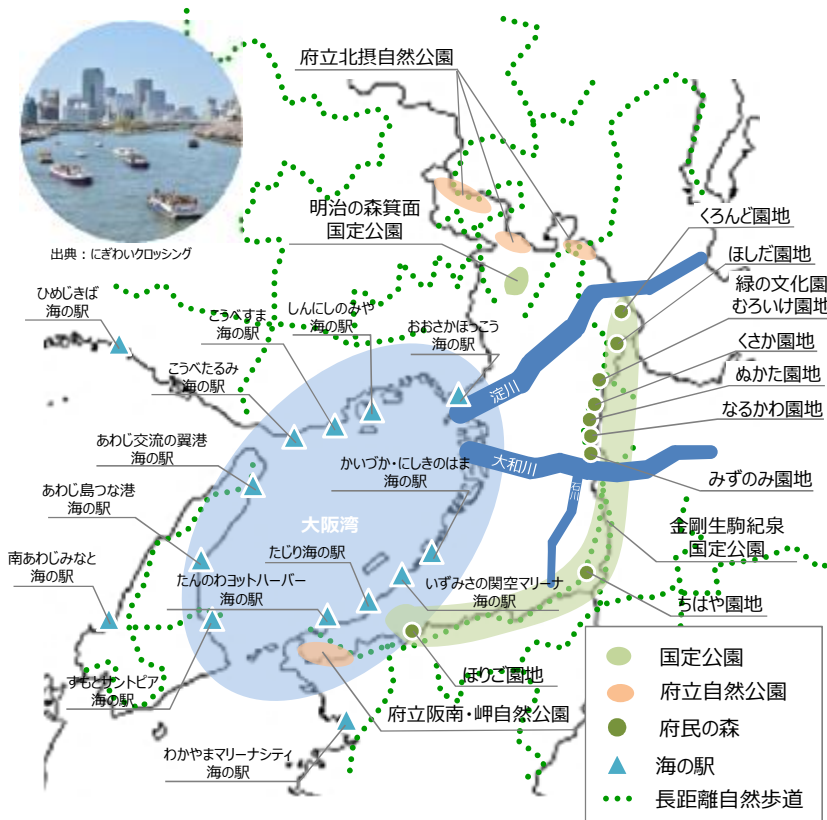 府立北摂自然公園
明治の森箕面
国定公園
出典：にぎわいクロッシング
くろんど園地
ほしだ園地
緑の文化園
むろいけ園地
くさか園地
ぬかた園地
なるかわ園地
みずのみ園地
金剛生駒紀泉
国定公園
ちはや園地
ひめじきば
海の駅
こうべすま
海の駅
しんにしのみや
海の駅
おおさかほっこう
海の駅
こうべたるみ
海の駅
淀川
大和川
石川
あわじ交流の翼港
海の駅
かいづか・にしきのはま
海の駅
あわじ島つな港
海の駅
大阪湾
南あわじみなと
海の駅
たじり海の駅
たんのわヨットハーバー
海の駅
いずみさの関空マリーナ
海の駅
すもとサントピア
海の駅
ほりご園地
府立阪南・岬自然公園
わかやまマリーナシティ
海の駅
国定公園
府立自然公園
府民の森
海の駅
長距離自然歩道